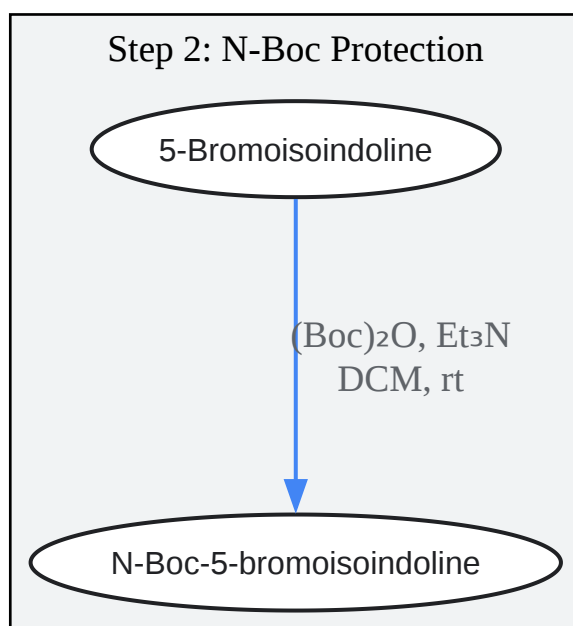 Step 2: N-Boc Protection
5-Bromoisoindoline
(Boc)₂O, Et₃N
DCM, rt
N-Boc-5-bromoisoindoline